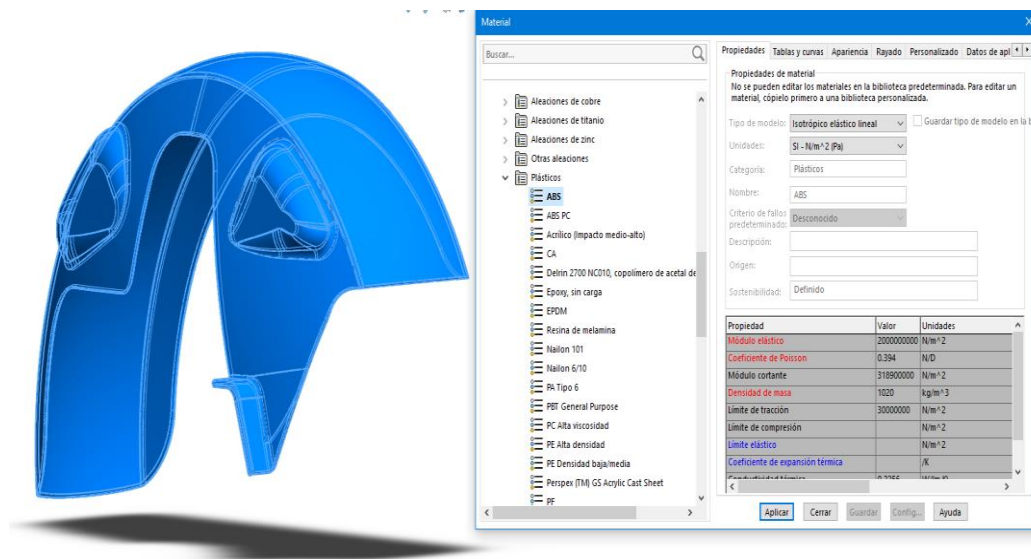 Material
Buscar...
Aleaciones de cobre
Aleaciones de titanio
Aleaciones de zinc
Otras aleaciones
Plásticos
ABS
ABS PC
Acrílico (Impacto medio-alto)
CA
Delrin 2700 NC010, copolímero de acetal de
Epoxy, sin carga
EPDM
Resina de melamina
Nailon 101
Nailon 6/10
PA Tipo 6
PBT General Purpose
PC Alta viscosidad
PE Alta densidad
PE Densidad baja/media
Perspex (TM) GS Acrylic Cast Sheet
PF
Propiedades Tablas y curvas Apariencia Rayado Personalizado Datos de apl
Propiedades de material
No se pueden editar los materiales en la biblioteca predeterminada. Para editar un
material, cópielo primero a una biblioteca personalizada.
Tipo de modelo: Isotrópico elástico lineal Guardar tipo de modelo en la b
Unidades: SI - N/m^2 (Pa)
Categoría: Plásticos
Nombre: ABS
Criterio de fallos
predeterminado: Desconocido
Descripción:
Origen:
Sostenibilidad: Definido
Propiedad Valor Unidades
Módulo elástico 2000000000 N/m^2
Coeficiente de Poisson 0.394 N/D
Módulo cortante 318900000 N/m^2
Densidad de masa 1020 kg/m^3
Límite de tracción 30000000 N/m^2
Límite de compresión N/m^2
Límite elástico N/m^2
Coeficiente de expansión térmica /K
Conductividad térmica 0.2256 W/(m·K)
Aplicar Cerrar Guardar Config... Ayuda